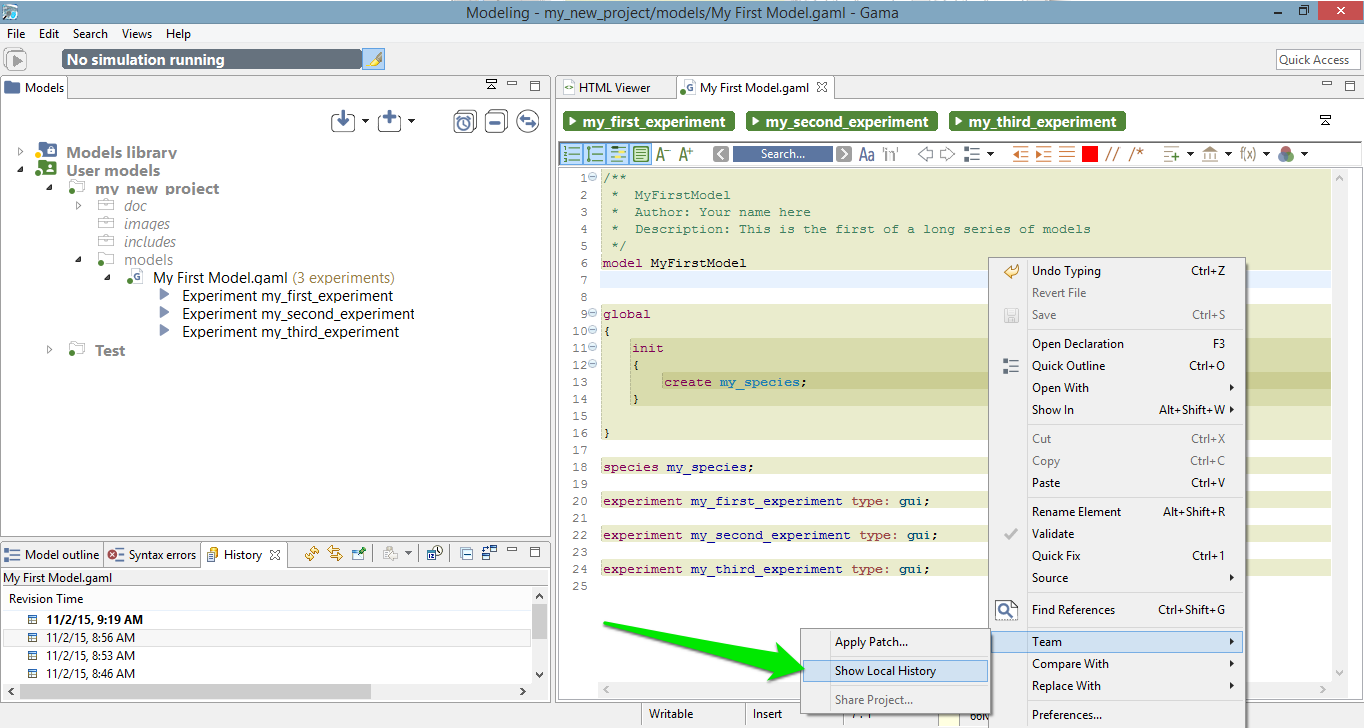 Modeling - my_new_project/models/My First Model.gaml - Gama
File Edit Search Views Help
No simulation running
Quick Access
Models
Models library
User models
my_new_project
doc
images
includes
models
My First Model.gaml (3 experiments)
Experiment my_first_experiment
Experiment my_second_experiment
Experiment my_third_experiment
Test
Model outline
Syntax errors
History
My First Model.gaml
Revision Time
11/2/15, 9:19 AM
11/2/15, 8:56 AM
11/2/15, 8:53 AM
11/2/15, 8:46 AM
HTML Viewer
My First Model.gaml
my_first_experiment
my_second_experiment
my_third_experiment
A− A+ Search... Aa 'in' // /* f(x)
1 /**
2 * MyFirstModel
3 * Author: Your name here
4 * Description: This is the first of a long series of models
5 */
6 model MyFirstModel
7
8
9 global
10 {
11 init
12 {
13 create my_species;
14 }
15
16 }
17
18 species my_species;
19
20 experiment my_first_experiment type: gui;
21
22 experiment my_second_experiment type: gui;
23
24 experiment my_third_experiment type: gui;
25
Undo Typing Ctrl+Z
Revert File
Save Ctrl+S
Open Declaration F3
Quick Outline Ctrl+O
Open With
Show In Alt+Shift+W
Cut Ctrl+X
Copy Ctrl+C
Paste Ctrl+V
Rename Element Alt+Shift+R
Validate
Quick Fix Ctrl+1
Source
Find References Ctrl+Shift+G
Team
Compare With
Replace With
Preferences...
Apply Patch...
Show Local History
Share Project...
Writable
Insert